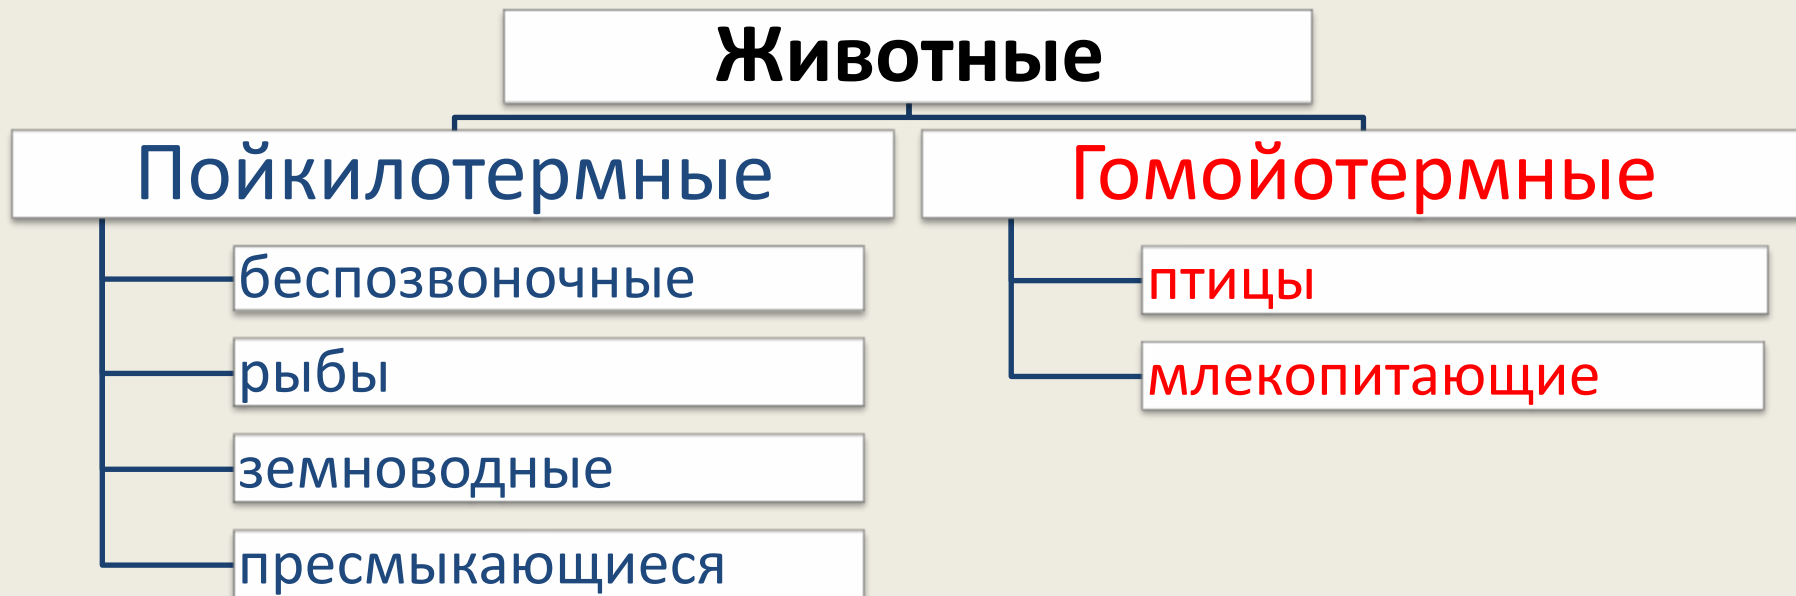 Животные
Пойкилотермные
беспозвоночные
рыбы
земноводные
пресмыкающиеся
Гомойотермные
птицы
млекопитающие